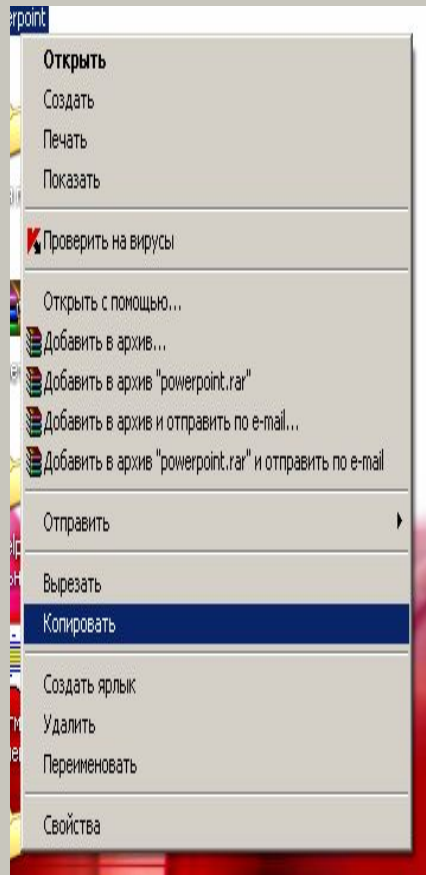 erpoint
Открыть
Создать
Печать
Показать
Проверить на вирусы
Открыть с помощью...
Добавить в архив...
Добавить в архив "powerpoint.rar"
Добавить в архив и отправить по e-mail...
Добавить в архив "powerpoint.rar" и отправить по e-mail
Отправить
Вырезать
Копировать
Создать ярлык
Удалить
Переименовать
Свойства